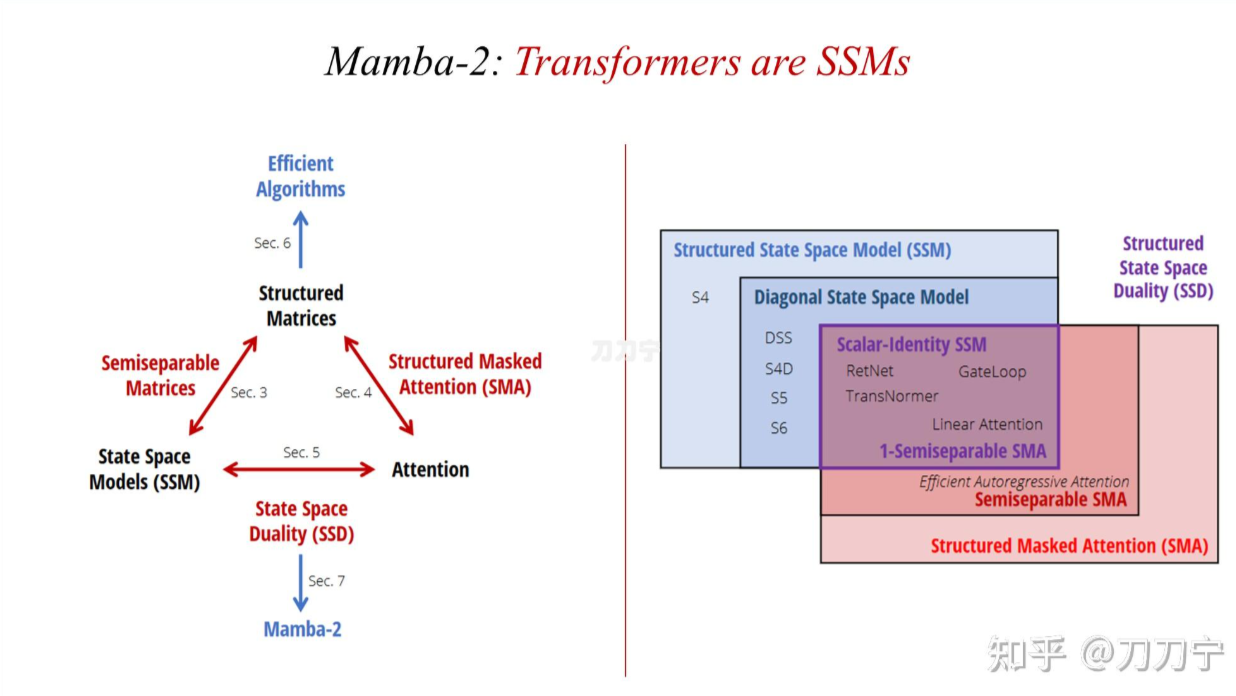 Mamba-2: Transformers are SSMs
Efficient
Algorithms
Sec. 6
Structured
Matrices
Semiseparable
Matrices
Sec. 3
Sec. 4
Structured Masked
Attention (SMA)
State Space
Models (SSM)
Sec. 5
Attention
State Space
Duality (SSD)
Sec. 7
Mamba-2
Structured State Space Model (SSM)
S4
Diagonal State Space Model
DSS
S4D
S5
S6
Scalar-Identity SSM
RetNet
GateLoop
TransNormer
Linear Attention
1-Semiseparable SMA
Efficient Autoregressive Attention
Semiseparable SMA
Structured Masked Attention (SMA)
Structured
State Space
Duality (SSD)
刀刀宁
知乎 @刀刀宁